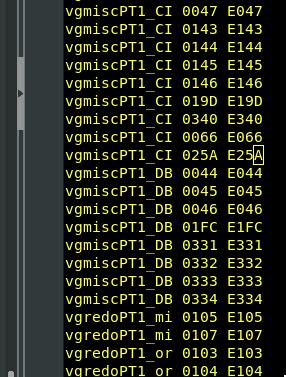 vgmiscPT1_CI 0047 E047
vgmiscPT1_CI 0143 E143
vgmiscPT1_CI 0144 E144
vgmiscPT1_CI 0145 E145
vgmiscPT1_CI 0146 E146
vgmiscPT1_CI 019D E19D
vgmiscPT1_CI 0340 E340
vgmiscPT1_CI 0066 E066
vgmiscPT1_CI 025A E25A
vgmiscPT1_DB 0044 E044
vgmiscPT1_DB 0045 E045
vgmiscPT1_DB 0046 E046
vgmiscPT1_DB 01FC E1FC
vgmiscPT1_DB 0331 E331
vgmiscPT1_DB 0332 E332
vgmiscPT1_DB 0333 E333
vgmiscPT1_DB 0334 E334
vgredoPT1_mi 0105 E105
vgredoPT1_mi 0107 E107
vgredoPT1_or 0103 E103
vgredoPT1_or 0104 E104